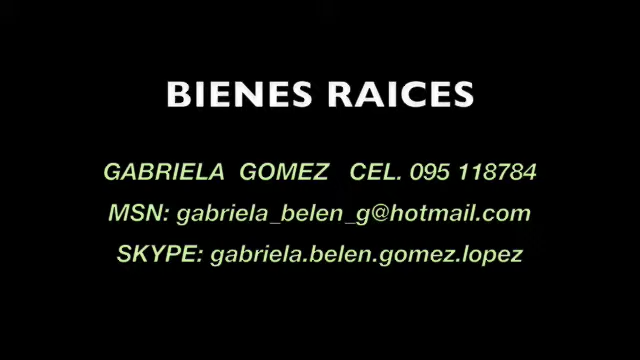 BIENES RAICES
GABRIELA GOMEZ CEL. 095 118784
MSN: gabriela_belen_g@hotmail.com
SKYPE: gabriela.belen.gomez.lopez